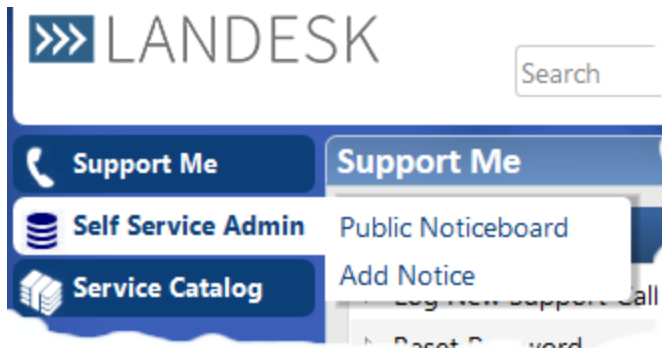 LANDESK
Search
Support Me
Support Me
Self Service Admin
Public Noticeboard
Add Notice
Service Catalog
Log New Support Call